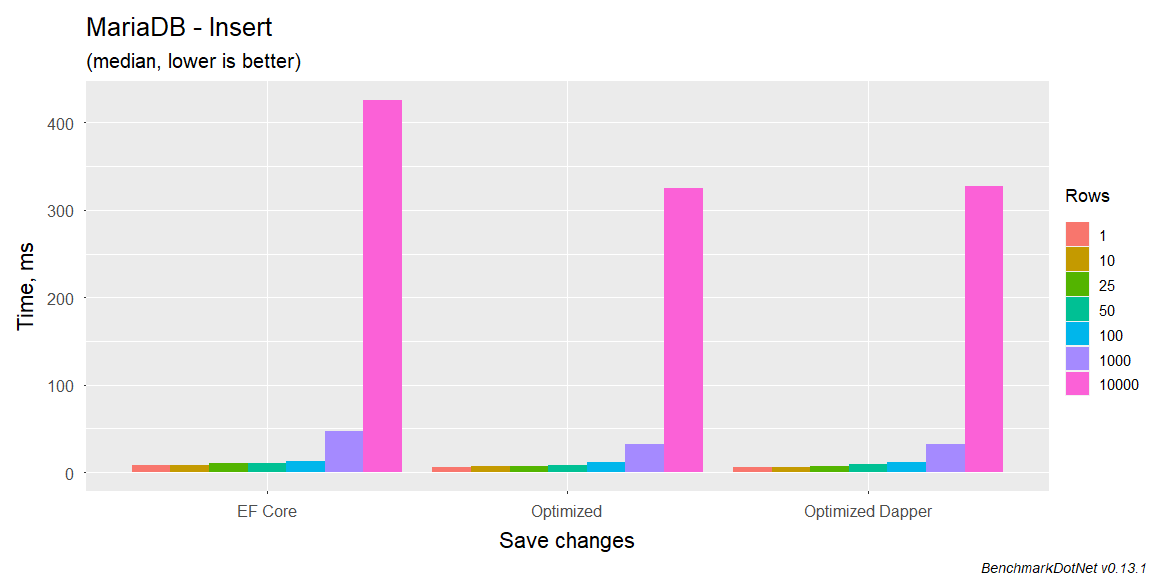 MariaDB - Insert
(median, lower is better)
Time, ms
400
300
200
100
0
EF Core
Optimized
Optimized Dapper
Save changes
Rows
1
10
25
50
100
1000
10000
BenchmarkDotNet v0.13.1